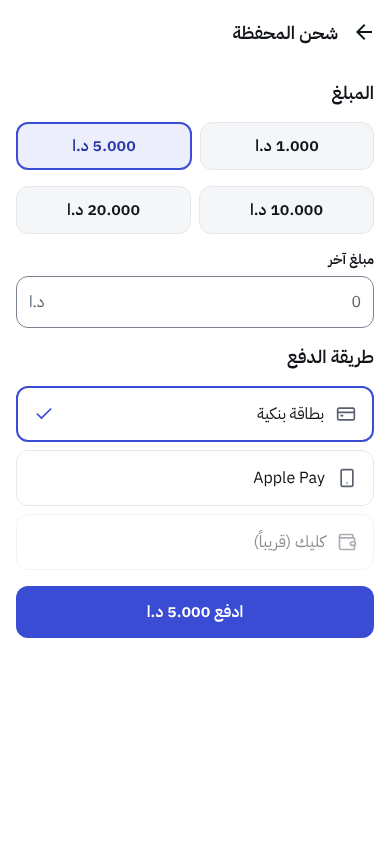 شحن المحفظة
المبلغ
1.000 د.ا
5.000 د.ا
10.000 د.ا
20.000 د.ا
مبلغ آخر
0 د.ا
طريقة الدفع
بطاقة بنكية
Apple Pay
كليك (قريباً)
ادفع 5.000 د.ا